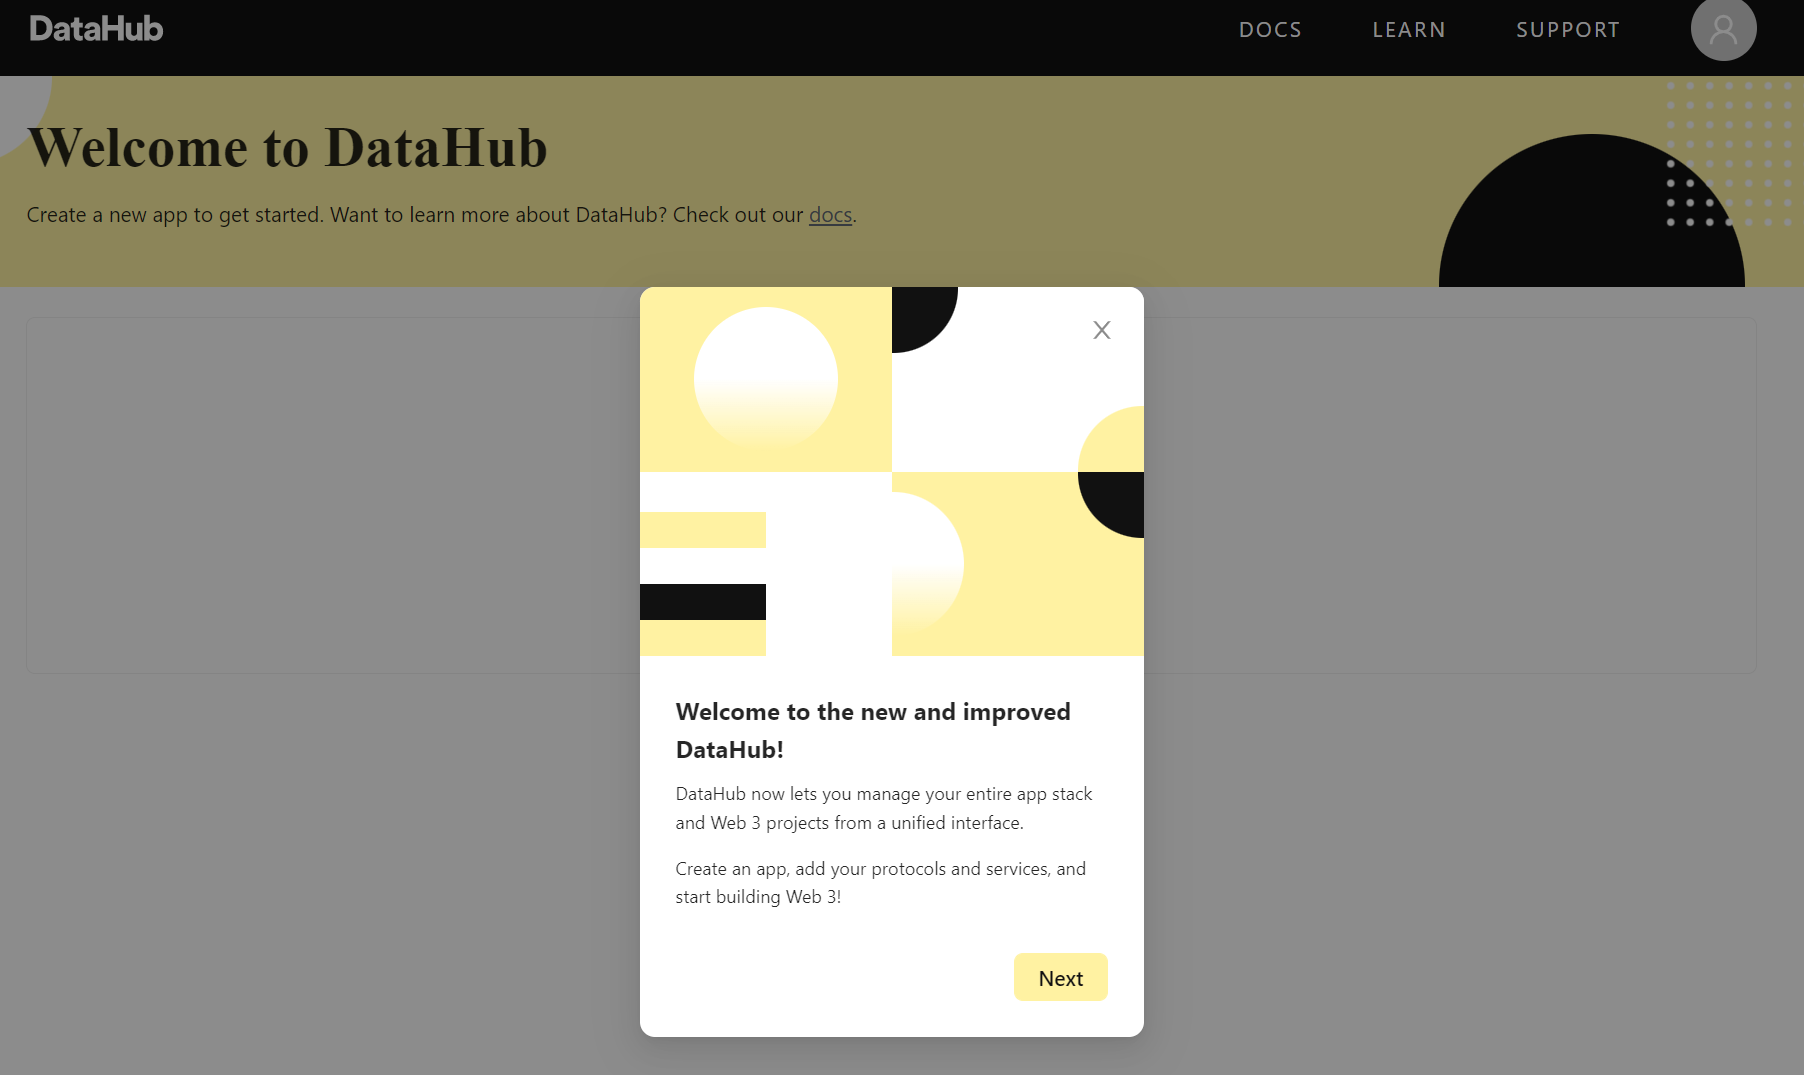 DataHub
DOCS LEARN SUPPORT
Welcome to DataHub
Create a new app to get started. Want to learn more about DataHub? Check out our docs.
X
Welcome to the new and improved
DataHub!
DataHub now lets you manage your entire app stack
and Web 3 projects from a unified interface.
Create an app, add your protocols and services, and
start building Web 3!
Next